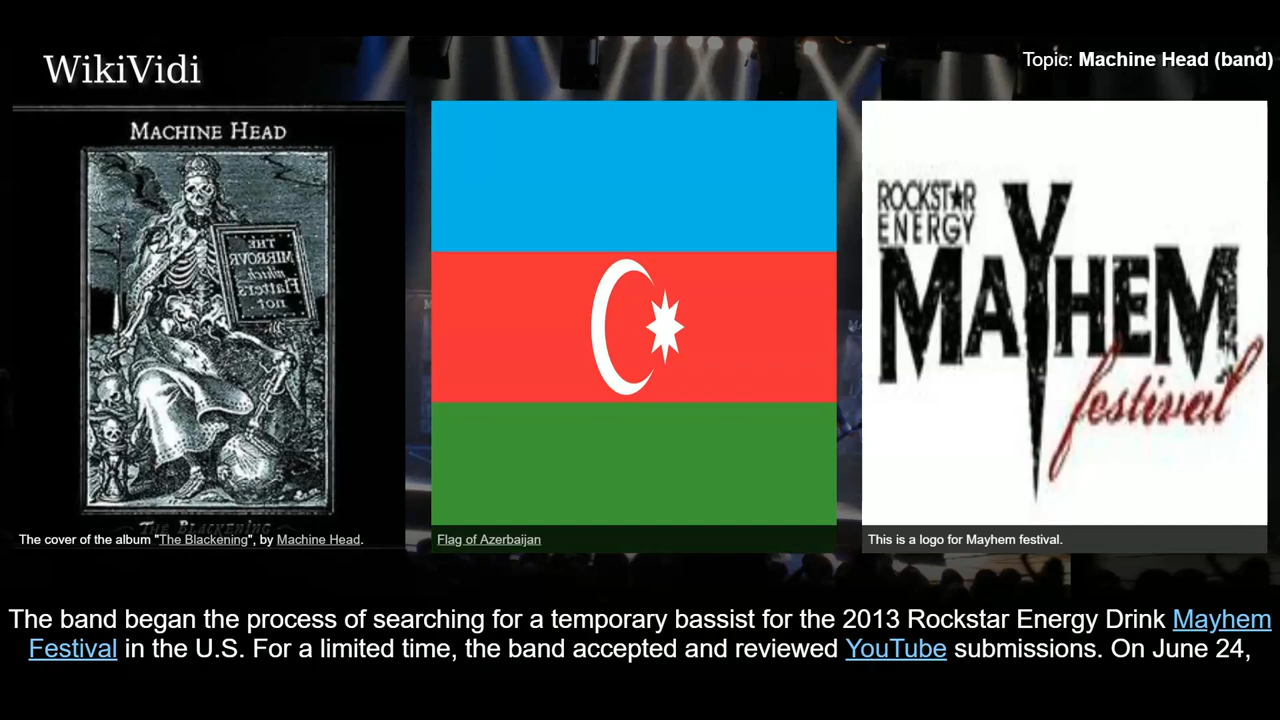 WikiVidi
Topic: Machine Head (band)
MACHINE HEAD
THE
MIRROVR
which
Flatters
not
THE BLACKENING
The cover of the album "The Blackening", by Machine Head.
Flag of Azerbaijan
ROCKSTAR
ENERGY
MAYHEM
festival
This is a logo for Mayhem festival.
The band began the process of searching for a temporary bassist for the 2013 Rockstar Energy Drink Mayhem
Festival in the U.S. For a limited time, the band accepted and reviewed YouTube submissions. On June 24,